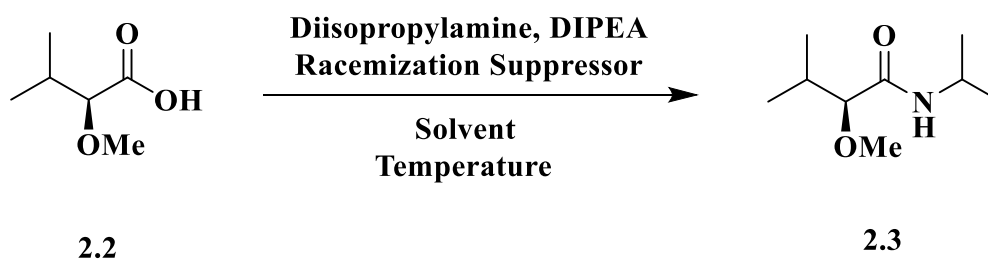 Diisopropylamine, DIPEA
Racemization Suppressor
Solvent
Temperature
O
OH
OMe
O
N
H
OMe
2.2
2.3